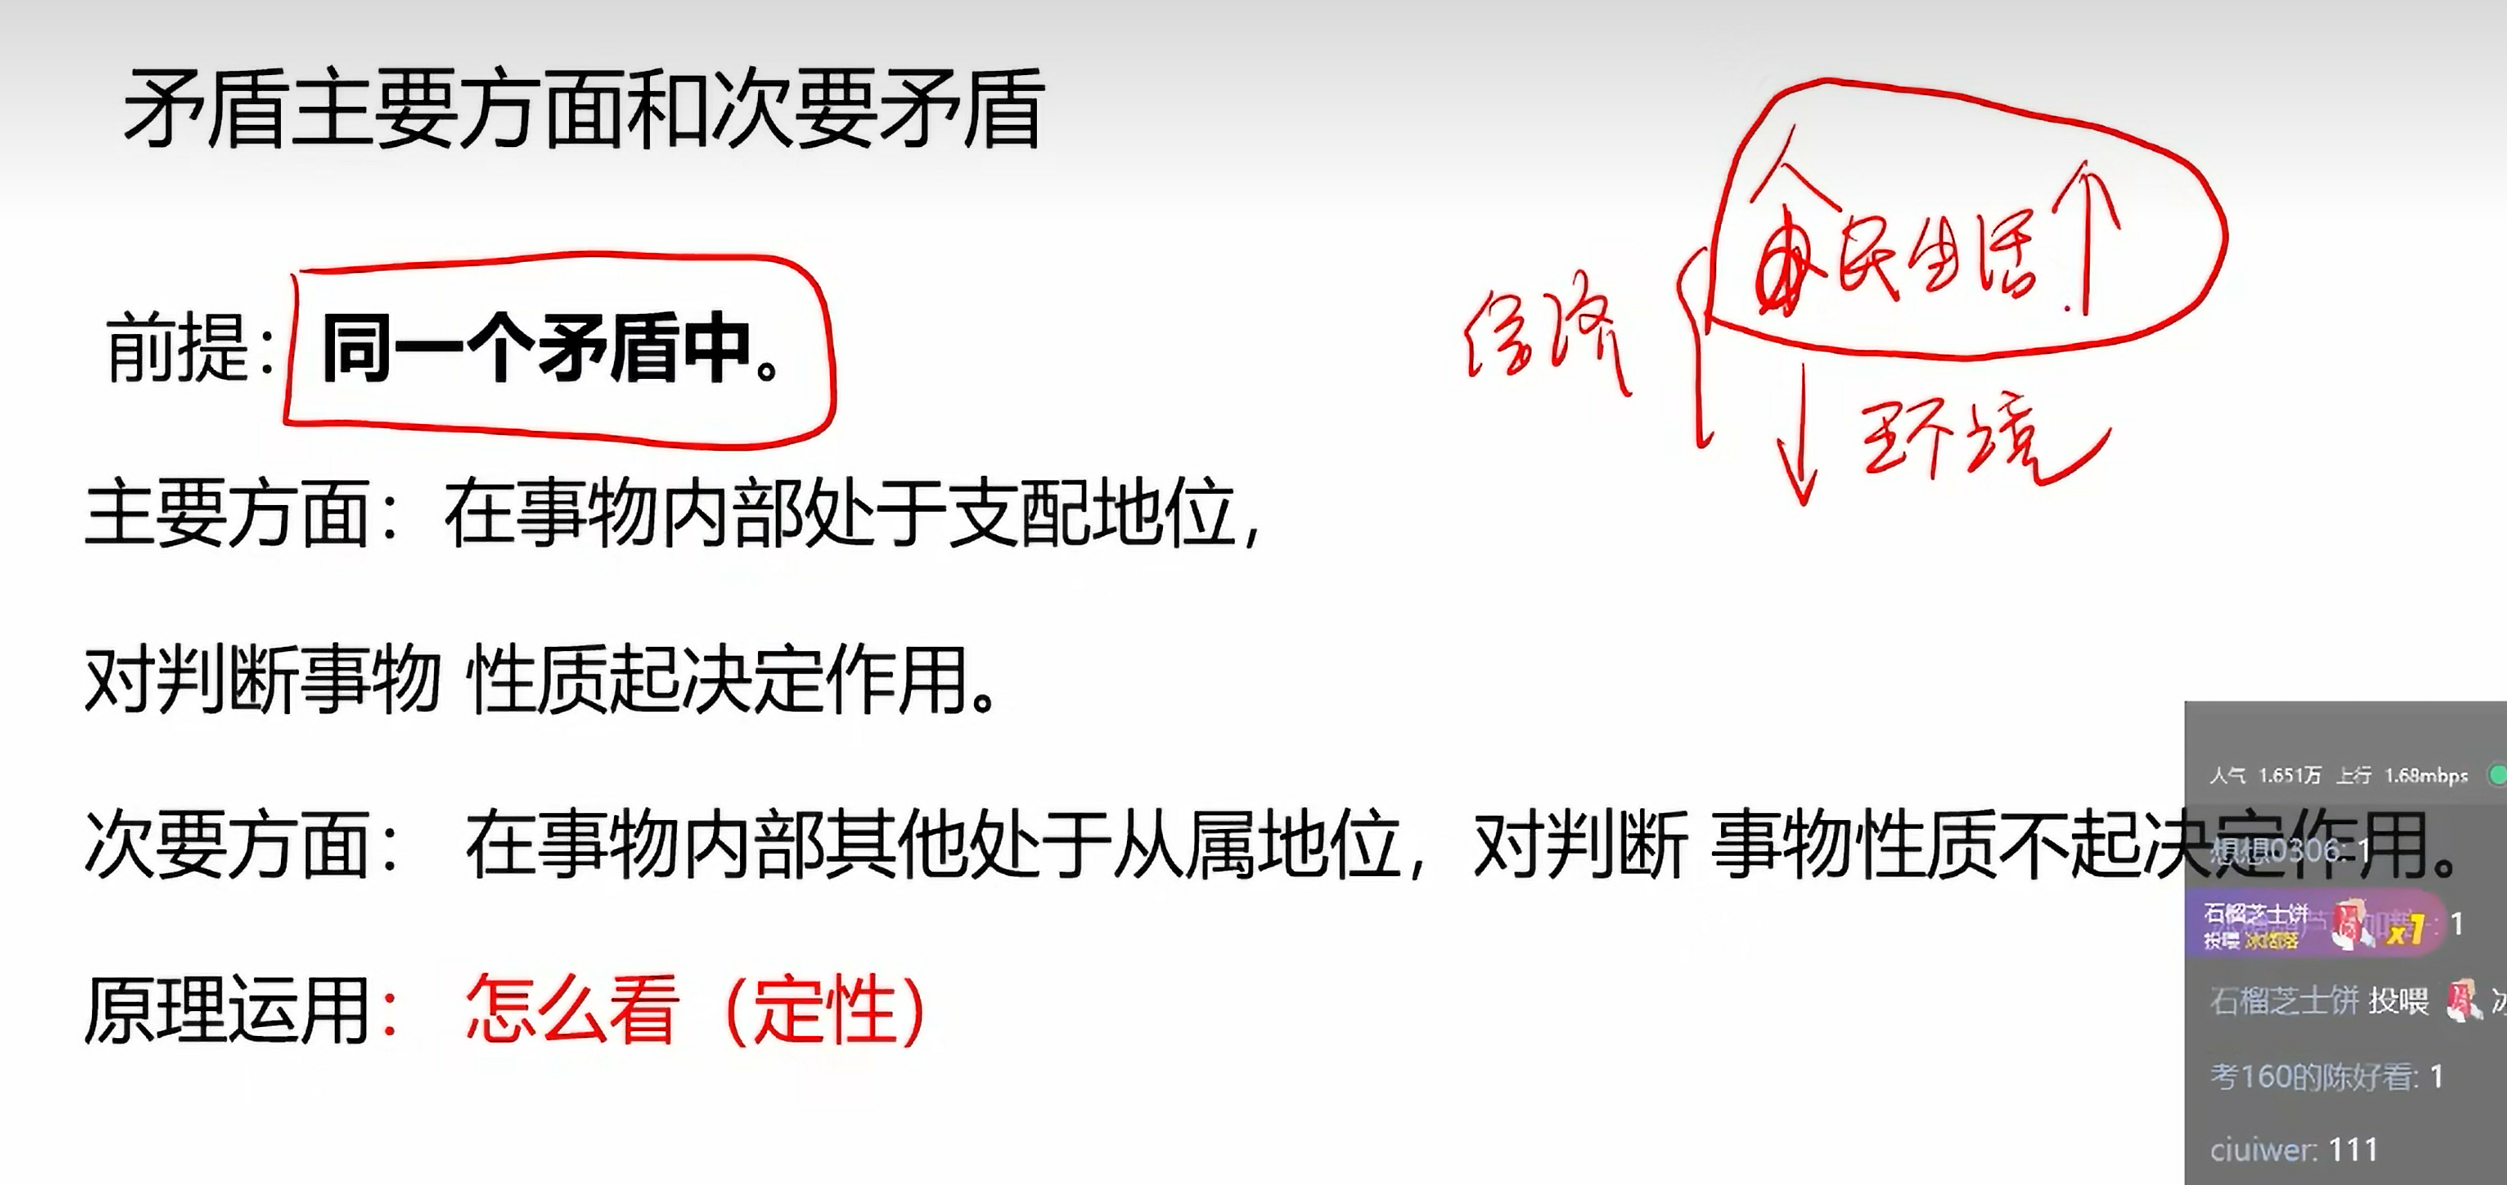 矛盾主要方面和次要矛盾
人民生活↑
前提：同一个矛盾中。
经济
↓环境
主要方面： 在事物内部处于支配地位，
对判断事物 性质起决定作用。
人气 1.651万 上行 1.68mbps
次要方面： 在事物内部其他处于从属地位，对判断 事物性质不起决定作用。
想想0306: 1
石榴芝士饼
投喂 x1
: 1
石榴芝士饼 投喂
原理运用： 怎么看（定性）
考160的陈好看: 1
ciuiwer: 111